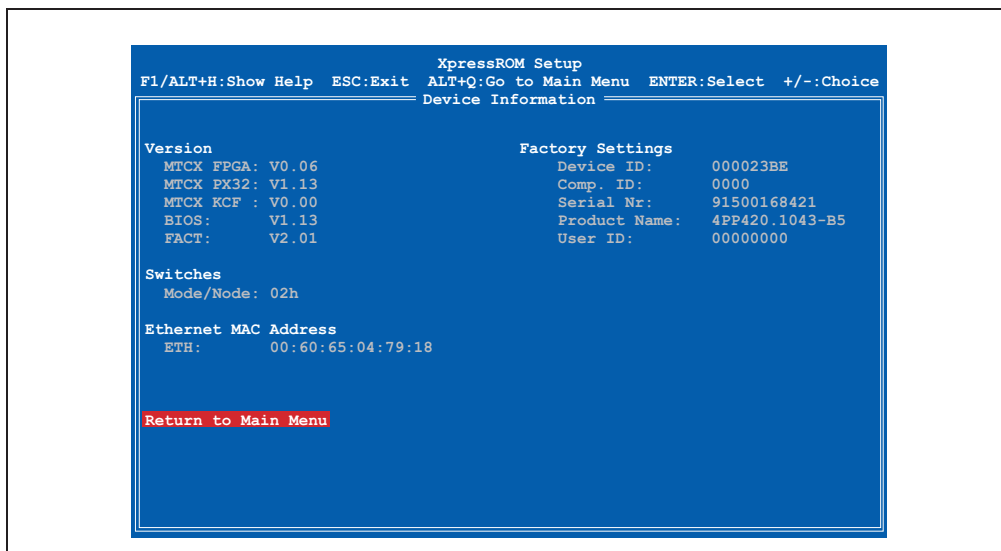 XpressROM Setup
F1/ALT+H:Show Help  ESC:Exit  ALT+Q:Go to Main Menu  ENTER:Select  +/-:Choice
Device Information
Version
MTCX FPGA: V0.06
MTCX PX32: V1.13
MTCX KCF : V0.00
BIOS: V1.13
FACT: V2.01
Factory Settings
Device ID: 000023BE
Comp. ID: 0000
Serial Nr: 91500168421
Product Name: 4PP420.1043-B5
User ID: 00000000
Switches
Mode/Node: 02h
Ethernet MAC Address
ETH: 00:60:65:04:79:18
Return to Main Menu